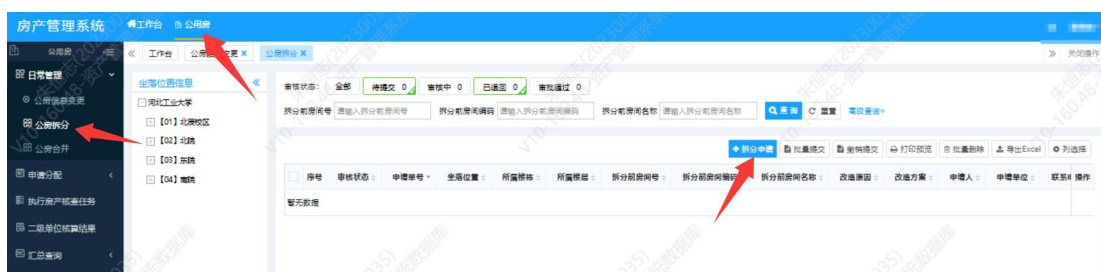 房产管理系统 工作台 公用房
公用房 工作台 公房信息变更 × 公房拆分 × 关闭操作
日常管理
公房信息变更
公房拆分
公房合并
申请分配
执行房产核查任务
二级单位核算结果
汇总查询
坐落位置信息
河北工业大学
【01】北辰校区
【02】北院
【03】东院
【04】南院
审核状态: 全部 待提交 0 审核中 0 已退回 0 审批通过 0
拆分前房间号 请输入拆分前房间号 拆分前房间编码 请输入拆分前房间编码 拆分前房间名称 请输入拆分前房间名称 查询 重置 高级查询
拆分申请 批量提交 撤销提交 打印预览 批量删除 导出Excel 列选择
序号 审核状态 申请单号 坐落位置 所属楼栋 所属楼层 拆分前房间号 拆分前房间编码 拆分前房间名称 改造原因 改造方案 申请人 申请单位 联系 操作
暂无数据